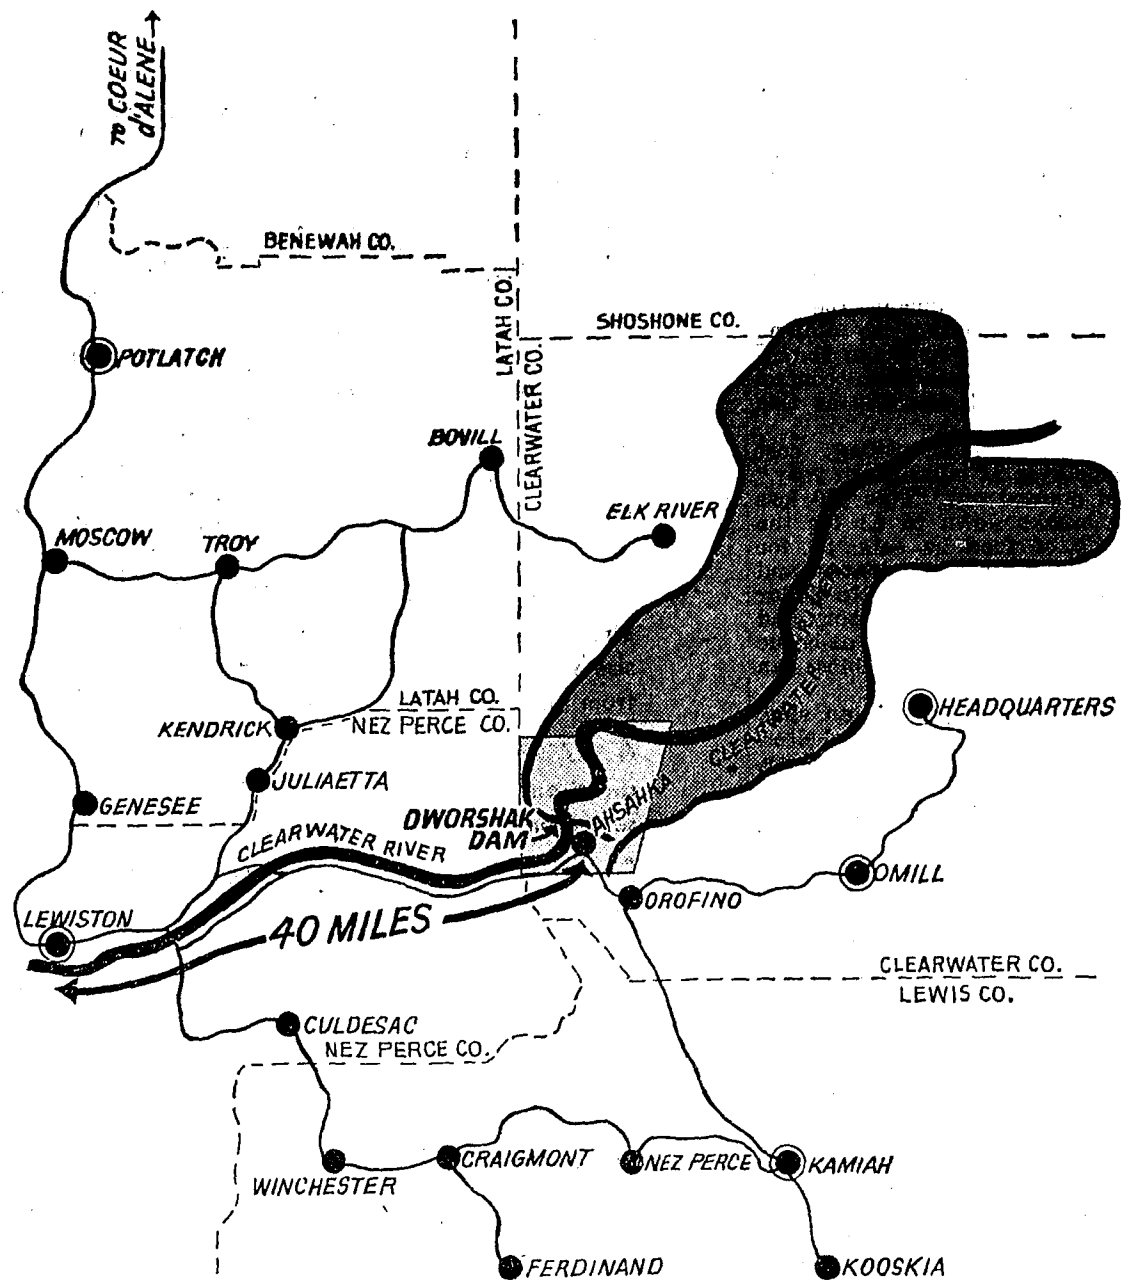 TO COEUR
d'ALENE
BENEWAH CO.
LATAH CO.
CLEARWATER CO.
SHOSHONE CO.
POTLATCH
BOVILL
ELK RIVER
MOSCOW
TROY
LATAH CO.
NEZ PERCE CO.
KENDRICK
HEADQUARTERS
CLEARWATER
JULIAETTA
GENESEE
AHSAHKA
DWORSHAK
DAM
CLEARWATER RIVER
OMILL
OROFINO
LEWISTON
40 MILES
CLEARWATER CO.
LEWIS CO.
CULDESAC
NEZ PERCE CO.
CRAIGMONT
NEZ PERCE
KAMIAH
WINCHESTER
FERDINAND
KOOSKIA